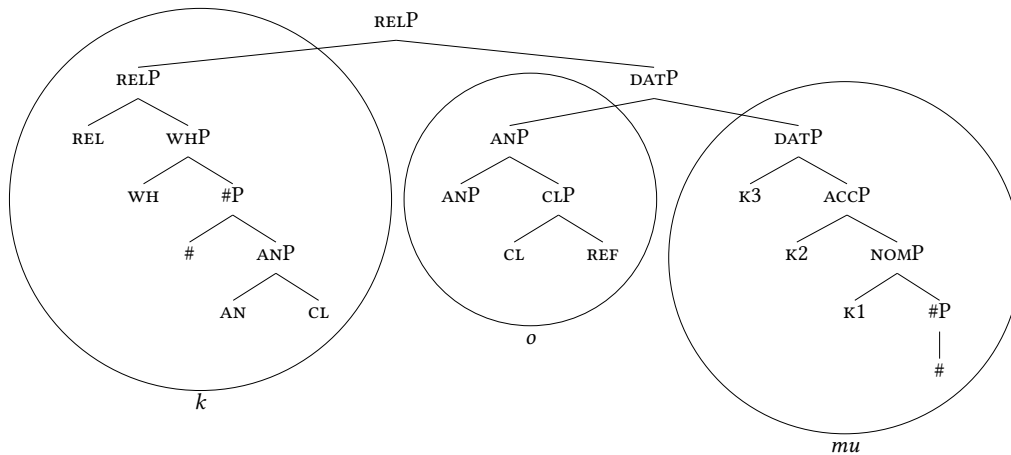 RELP
RELP DATP
REL WHP ANP DATP
WH #P ANP CLP K3 ACCP
# ANP CL REF K2 NOMP
AN CL K1 #P
o
#
k
mu